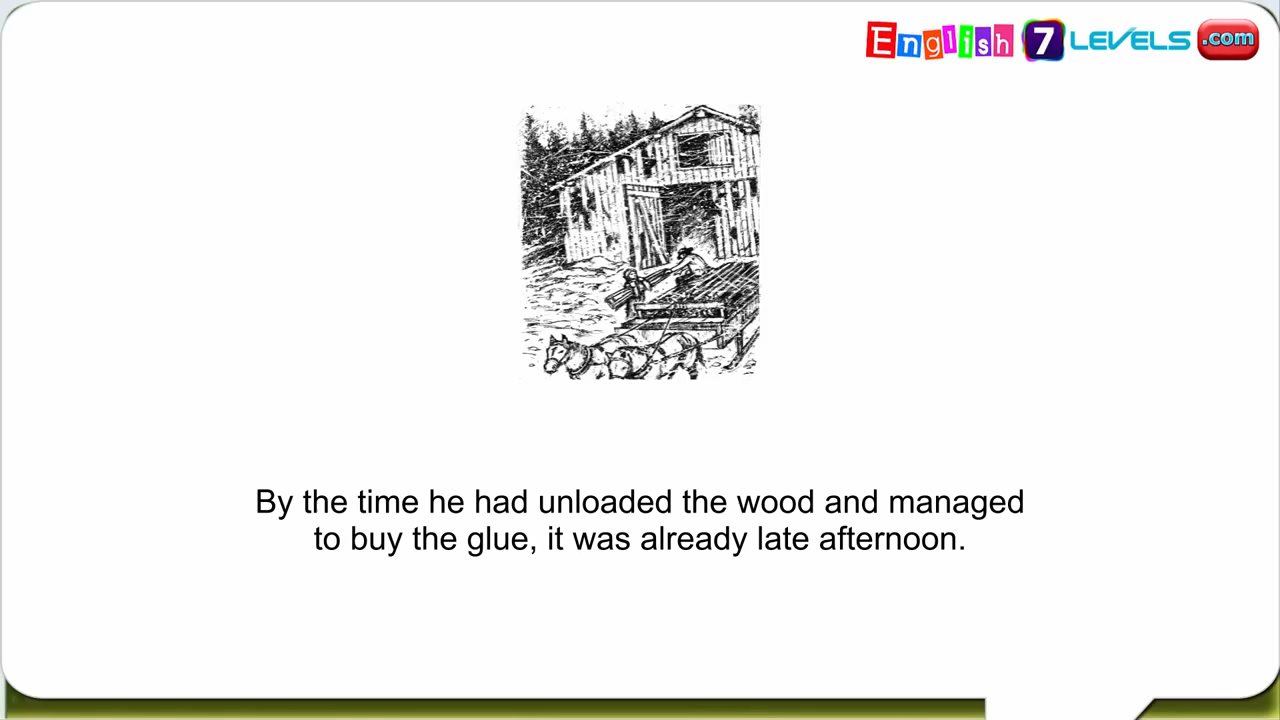 English 7 LEVELS .com
By the time he had unloaded the wood and managed
to buy the glue, it was already late afternoon.